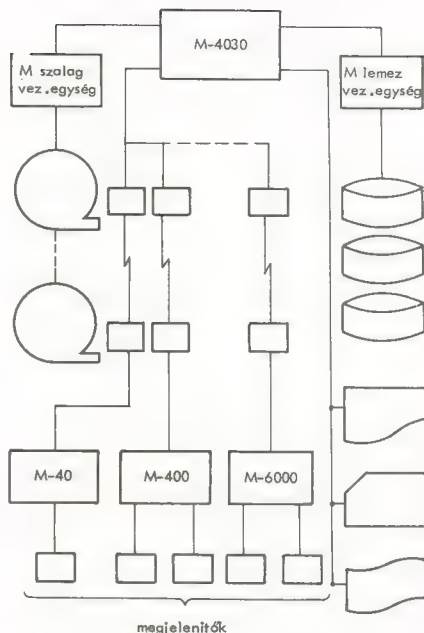 M-4030
M szalag
vez.egység
M lemez
vez.egység
M-40
M-400
M-6000
megjelenítők